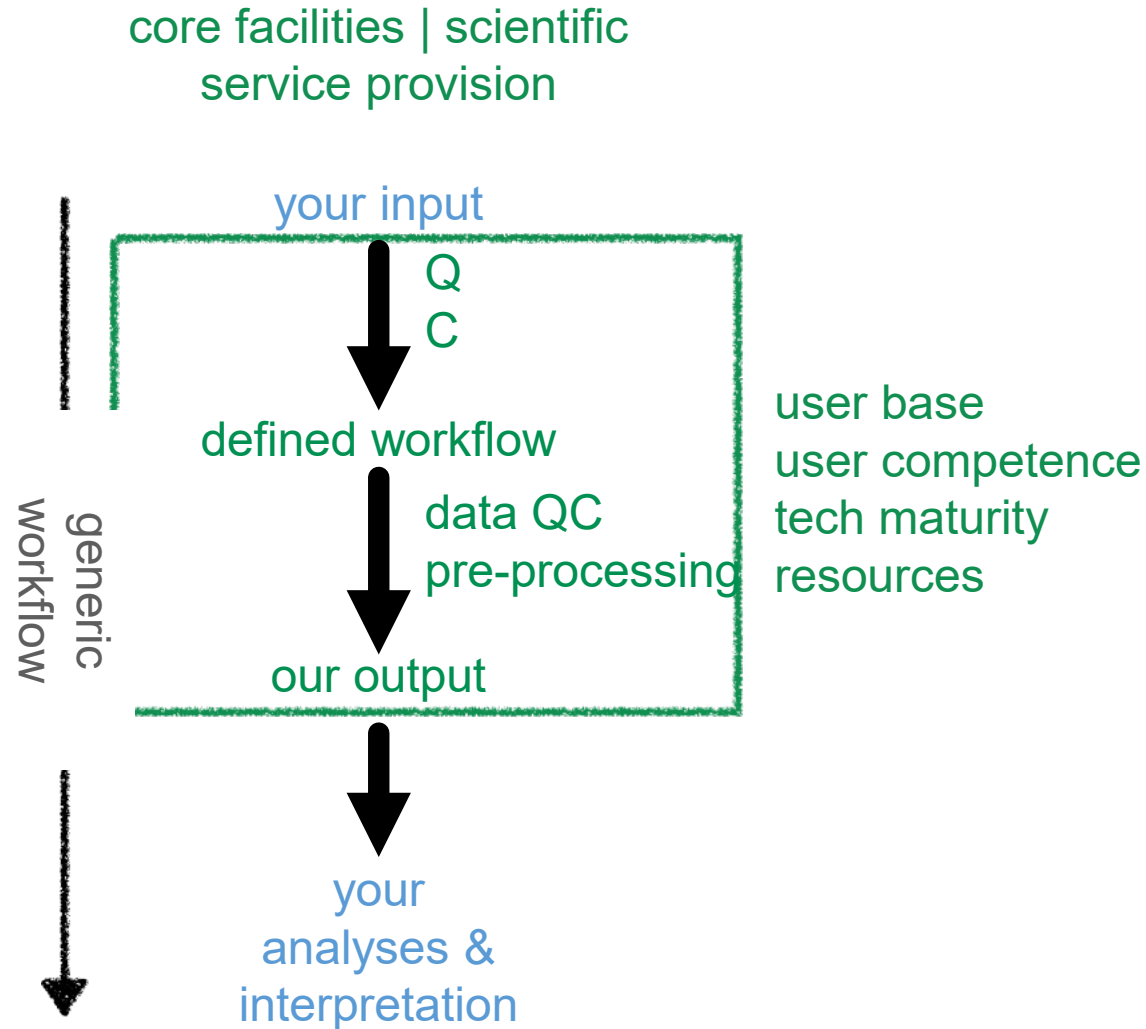 core facilities | scientific
service provision
your input
Q
C
defined workflow
data QC
pre-processing
our output
your
analyses &
interpretation
generic
workflow
user base
user competence
tech maturity
resources